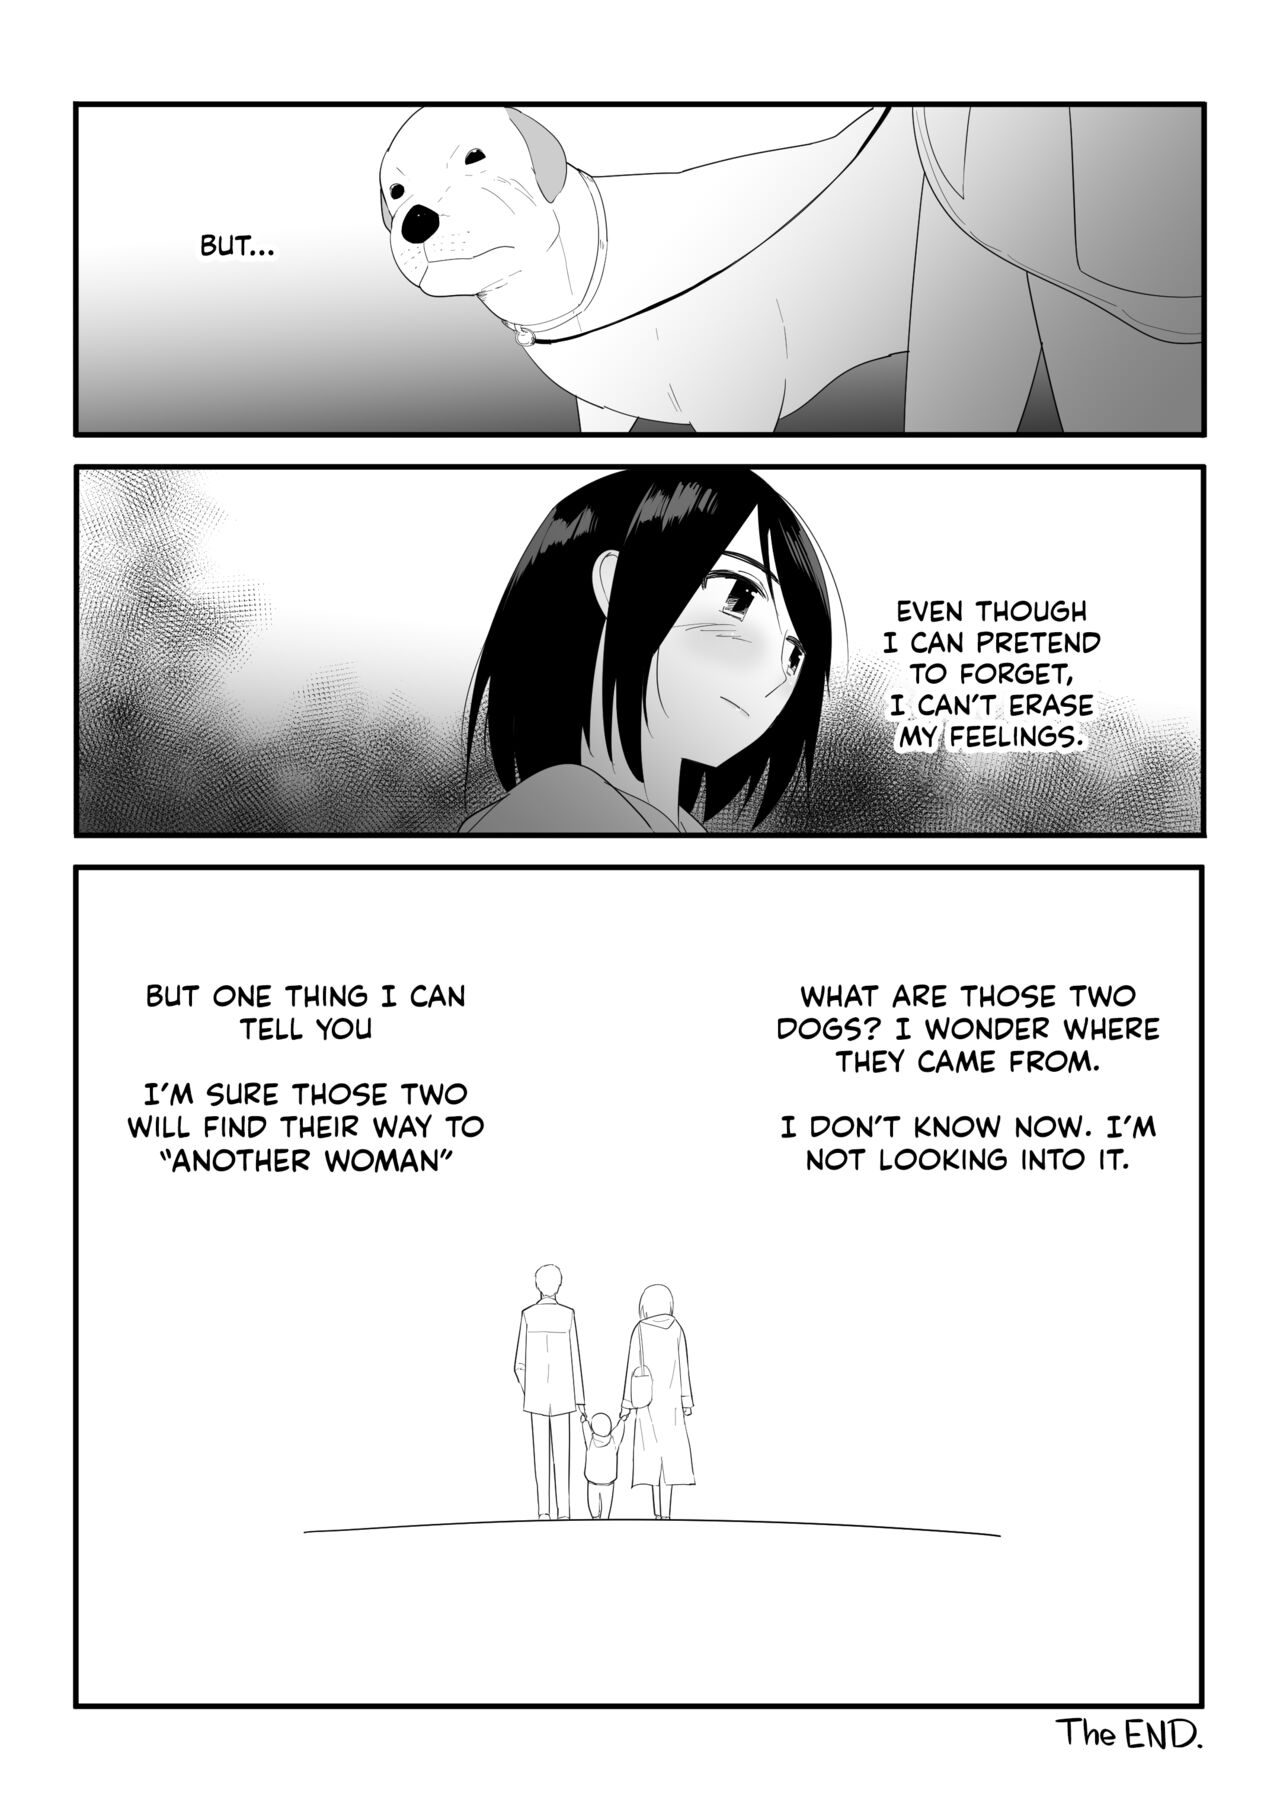 BUT...
EVEN THOUGH
I CAN PRETEND
TO FORGET,
I CAN'T ERASE
MY FEELINGS.
WHAT ARE THOSE TWO
DOGS? I WONDER WHERE
THEY CAME FROM.
I DON'T KNOW NOW. I'M
NOT LOOKING INTO IT.
BUT ONE THING I CAN
TELL YOU
I'M SURE THOSE TWO
WILL FIND THEIR WAY TO
"ANOTHER WOMAN"
The END.